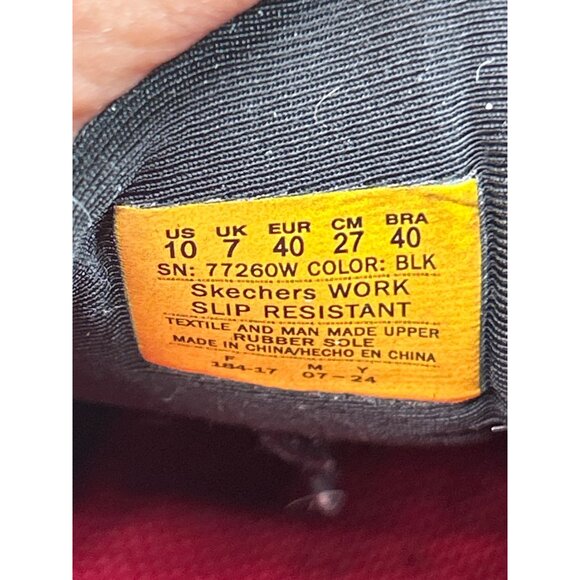 US UK EUR CM BRA
10 7 40 27 40
SN: 77260W COLOR: BLK
Skechers WORK
SLIP RESISTANT
TEXTILE AND MAN MADE UPPER
RUBBER SOLE
MADE IN CHINA/HECHO EN CHINA
F M Y
184-17 07-24